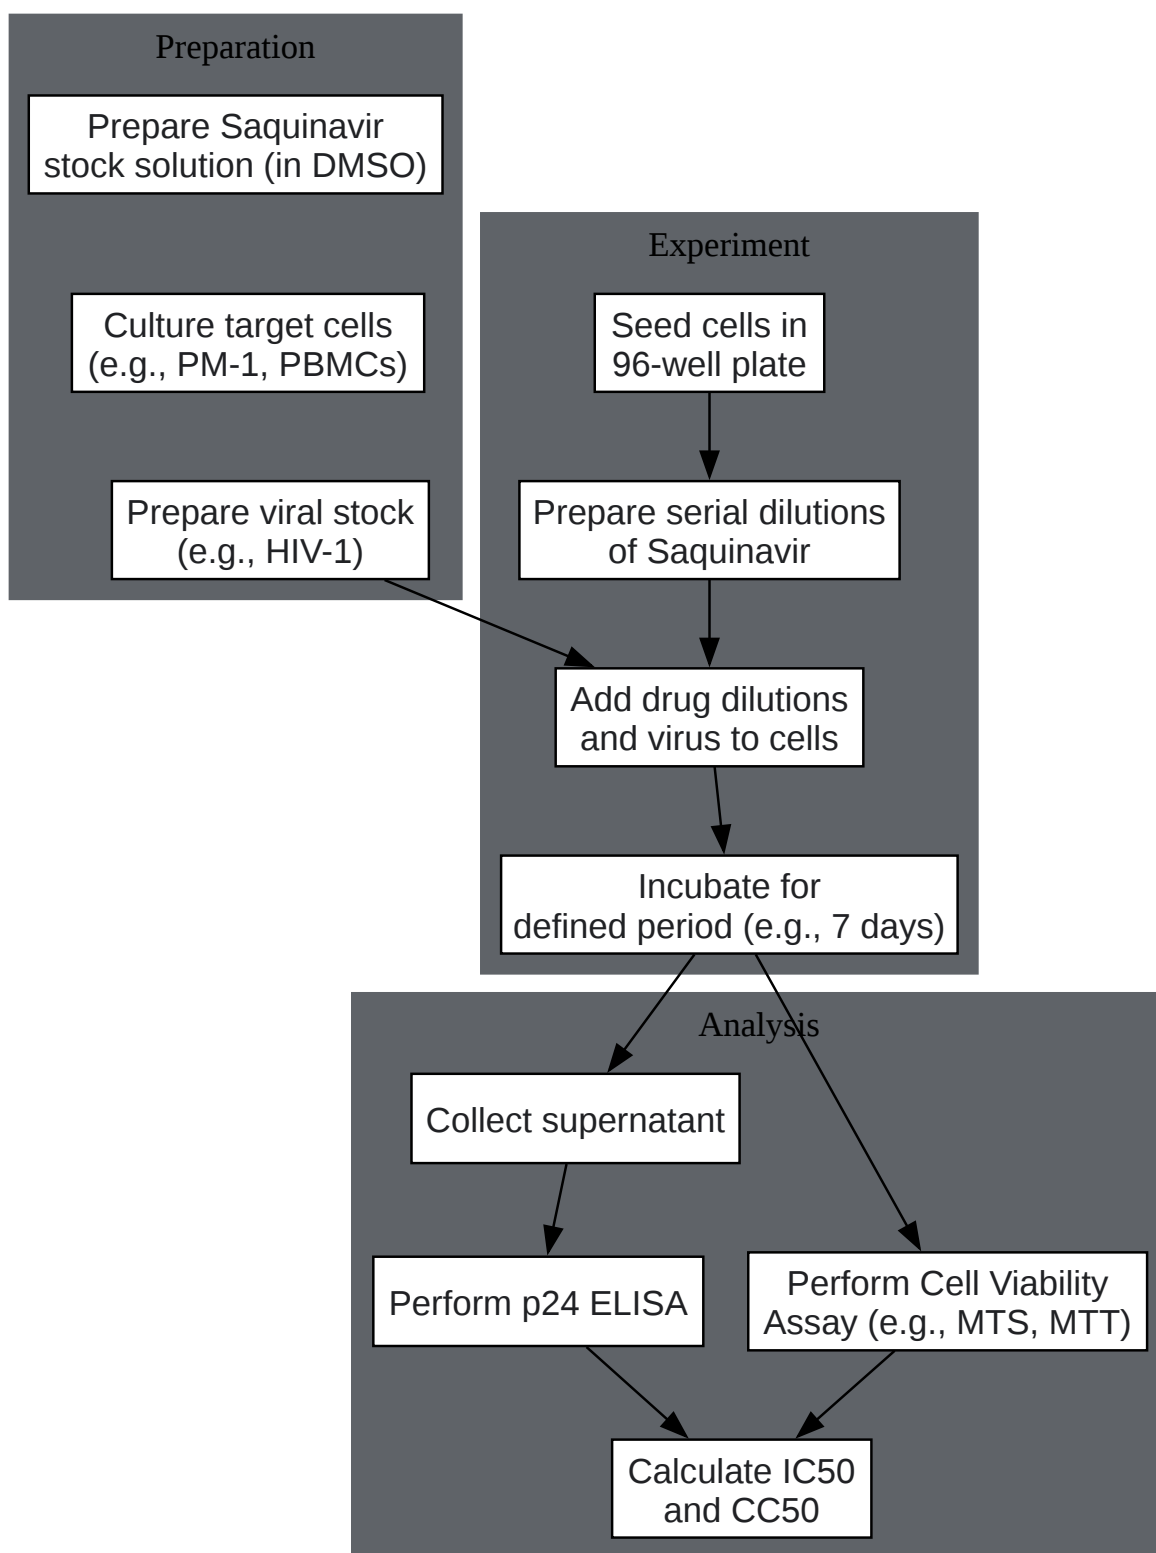 Preparation
Prepare Saquinavir
stock solution (in DMSO)
Culture target cells
(e.g., PM-1, PBMCs)
Prepare viral stock
(e.g., HIV-1)
Experiment
Seed cells in
96-well plate
Prepare serial dilutions
of Saquinavir
Add drug dilutions
and virus to cells
Incubate for
defined period (e.g., 7 days)
Analysis
Collect supernatant
Perform p24 ELISA
Perform Cell Viability
Assay (e.g., MTS, MTT)
Calculate IC50
and CC50